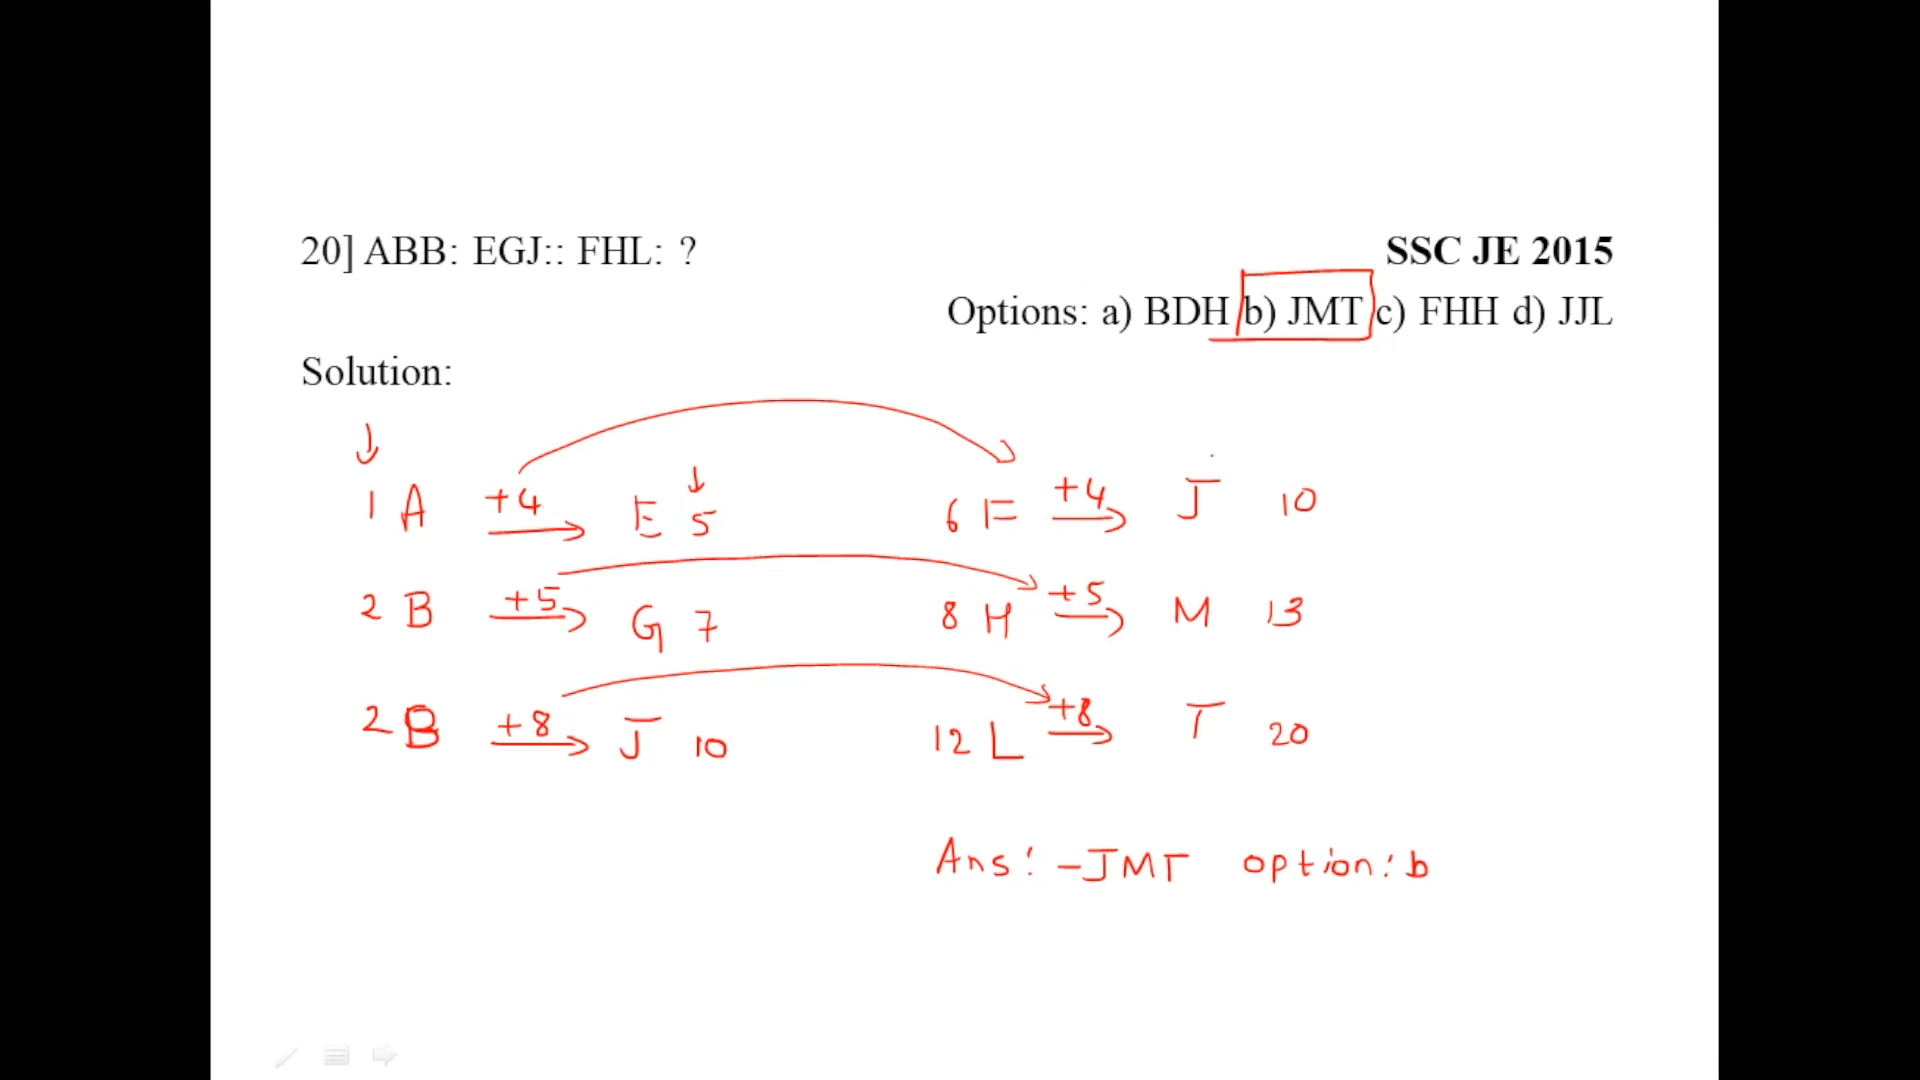 20] ABB: EGJ:: FHL: ? SSC JE 2015
Options: a) BDH b) JMT c) FHH d) JJL
Solution:
1 A +4 E 5 6 F +4 J 10
2 B +5 G 7 8 H +5 M 13
2 B +8 J 10 12 L +8 T 20
Ans: - JMT option: b